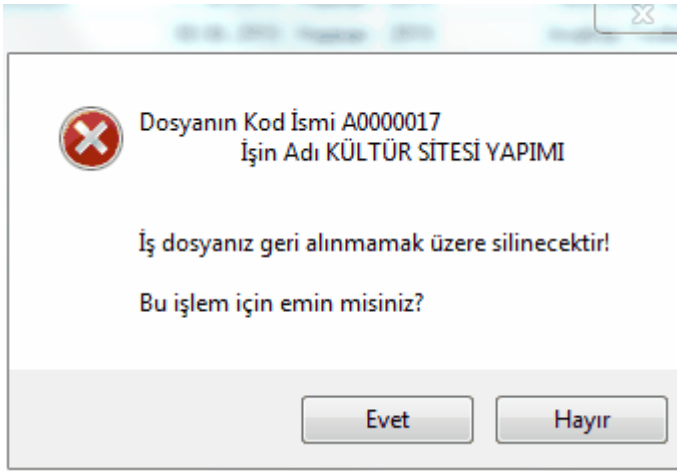 Dosyanın Kod İsmi A0000017
İşin Adı KÜLTÜR SİTESİ YAPIMI
İş dosyanız geri alınmamak üzere silinecektir!
Bu işlem için emin misiniz?
Evet Hayır